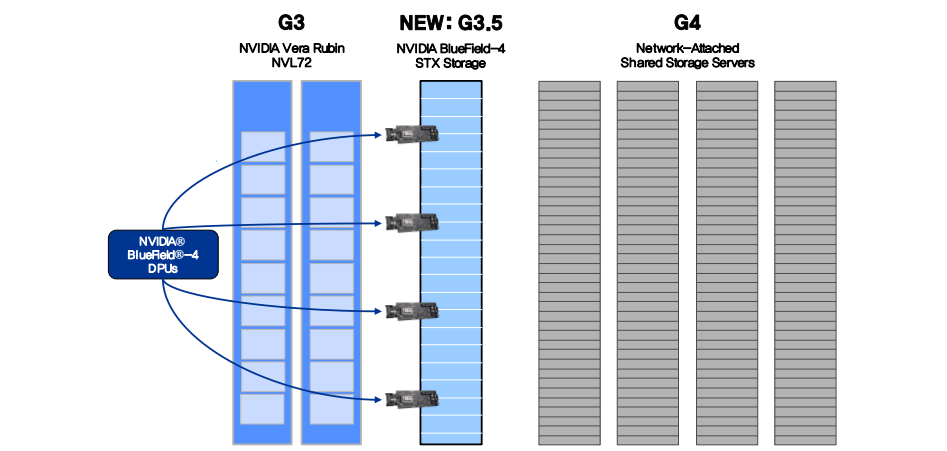 G3
NVIDIA Vera Rubin
NVL72
NEW: G3.5
NVIDIA BlueField-4
STX Storage
G4
Network-Attached
Shared Storage Servers
NVIDIA®
BlueField®-4
DPUs